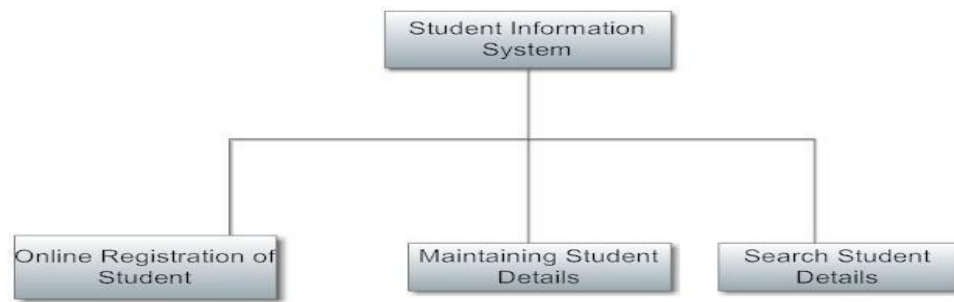 Student Information
System
Online Registration of
Student
Maintaining Student
Details
Search Student
Details